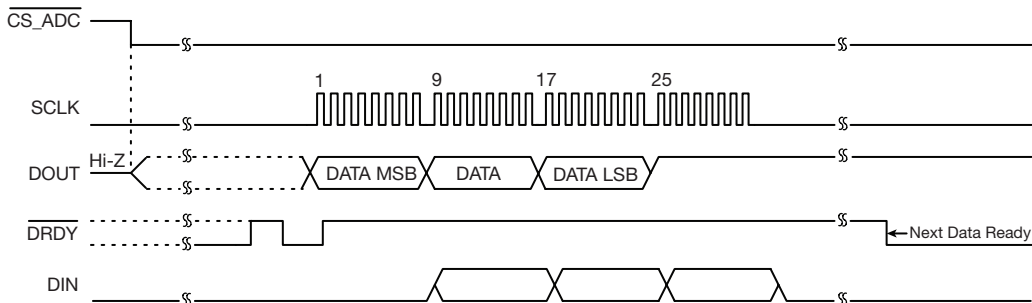 CS_ADC
1 9 17 25
SCLK
Hi-Z
DOUT DATA MSB DATA DATA LSB
DRDY Next Data Ready
DIN